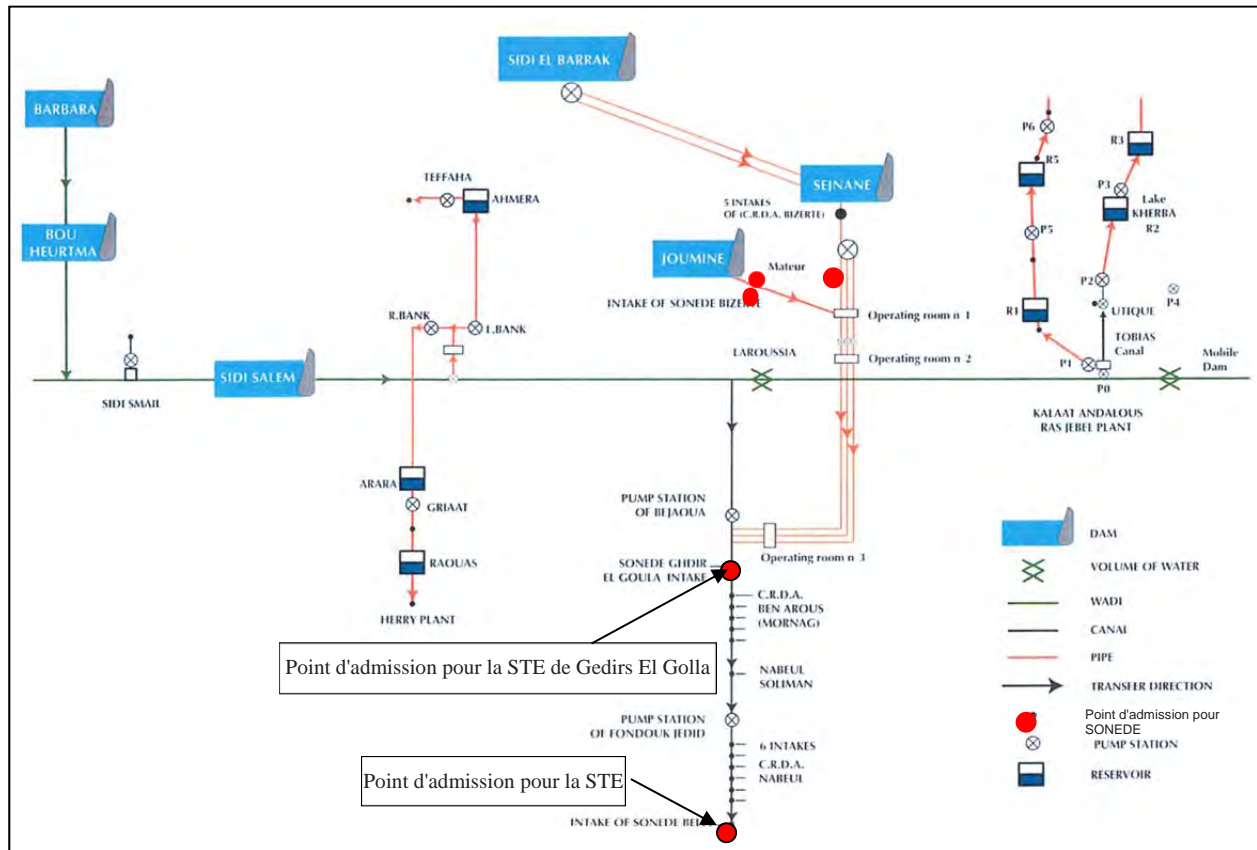 SIDI EL BARRAK
BARBARA
BOU
HEURTMA
TEFFAHA
AHMERA
SEJNANE
5 INTAKES
OF (C.R.D.A. BIZERTE)
JOUMINE
Mateur
INTAKE OF SONEDE BIZERTE
Operating room n 1
Operating room n 2
P6
R5
P5
R1
P1
R3
P3
Lake
KHERBA
R2
P2
P4
UTIQUE
TOBIAS
Canal
P0
Mobile
Dam
KALAAT ANDALOUS
RAS JEBEL PLANT
R.BANK
L.BANK
LAROUSSIA
SIDI SMAIL
SIDI SALEM
ARARA
GRIAAT
RAOUAS
HERRY PLANT
PUMP STATION
OF BEJAOUA
Operating room n 3
SONEDE GHDIR
EL GOULA INTAKE
C.R.D.A.
BEN AROUS
(MORNAG)
Point d'admission pour la STE de Gedirs El Golla
NABEUL
SOLIMAN
PUMP STATION
OF FONDOUK JEDID
6 INTAKES
C.R.D.A.
NABEUL
Point d'admission pour la STE
INTAKE OF SONEDE
DAM
VOLUME OF WATER
WADI
CANAL
PIPE
TRANSFER DIRECTION
Point d'admission pour
SONEDE
PUMP STATION
RESERVOIR